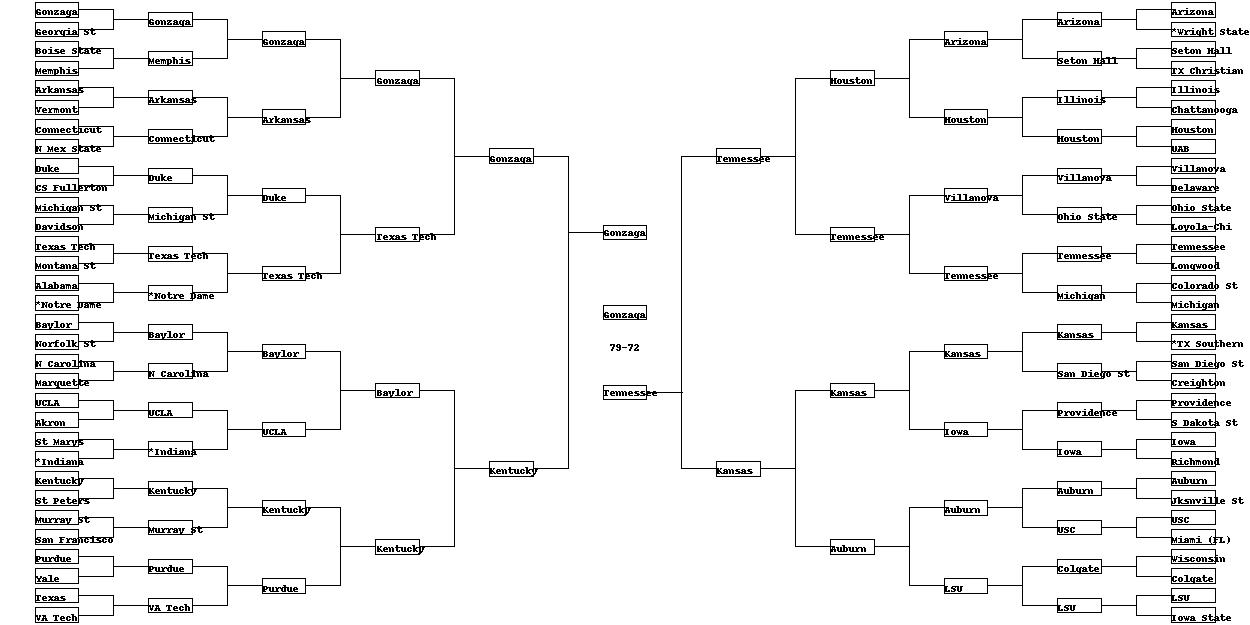 Gonzaga
Georgia St
Boise State
Memphis
Arkansas
Vermont
Connecticut
N Mex State
Duke
CS Fullerton
Michigan St
Davidson
Texas Tech
Montana St
Alabama
*Notre Dame
Baylor
Norfolk St
N Carolina
Marquette
UCLA
Akron
St Marys
*Indiana
Kentucky
St Peters
Murray St
San Francisco
Purdue
Yale
Texas
VA Tech
Gonzaga
Memphis
Arkansas
Connecticut
Duke
Michigan St
Texas Tech
*Notre Dame
Baylor
N Carolina
UCLA
*Indiana
Kentucky
Murray St
Purdue
VA Tech
Gonzaga
Arkansas
Duke
Texas Tech
Baylor
UCLA
Kentucky
Purdue
Gonzaga
Texas Tech
Baylor
Kentucky
Gonzaga
Kentucky
Gonzaga
Gonzaga
79-72
Tennessee
Tennessee
Kansas
Houston
Tennessee
Kansas
Auburn
Arizona
Houston
Villanova
Tennessee
Kansas
Iowa
Auburn
LSU
Arizona
Seton Hall
Illinois
Houston
Villanova
Ohio State
Tennessee
Michigan
Kansas
San Diego St
Providence
Iowa
Auburn
USC
Colgate
LSU
Arizona
*Wright State
Seton Hall
TX Christian
Illinois
Chattanooga
Houston
UAB
Villanova
Delaware
Ohio State
Loyola-Chi
Tennessee
Longwood
Colorado St
Michigan
Kansas
*TX Southern
San Diego St
Creighton
Providence
S Dakota St
Iowa
Richmond
Auburn
Jksnville St
USC
Miami (FL)
Wisconsin
Colgate
LSU
Iowa State